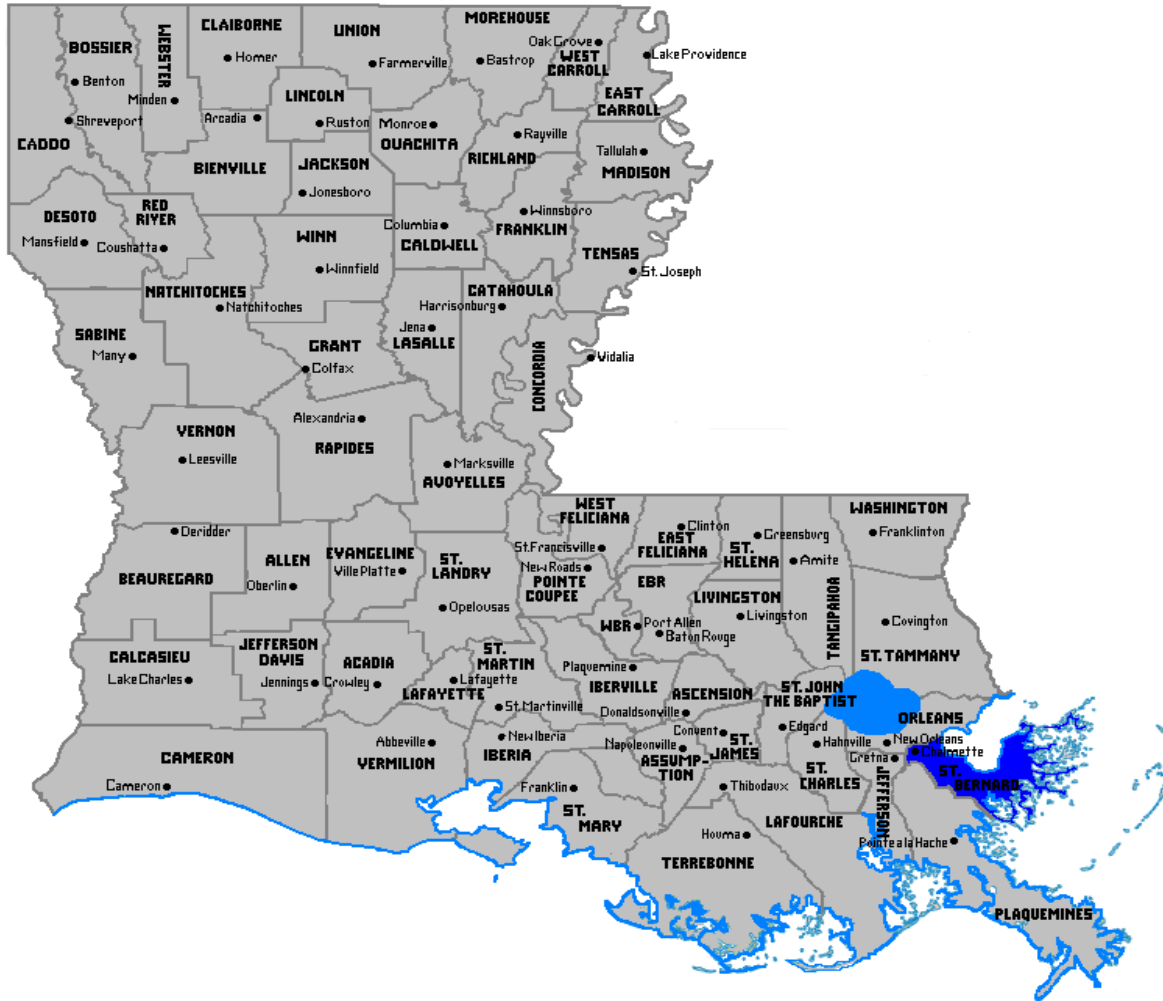 CLAIBORNE
UNION
MOREHOUSE
BOSSIER
WEBSTER
Homer
Farmerville
Bastrop
Oak Grove
WEST
CARROLL
Lake Providence
Benton
Minden
LINCOLN
EAST
CARROLL
Shreveport
Arcadia
Ruston
Monroe
OUACHITA
Rayville
CADDO
BIENVILLE
JACKSON
RICHLAND
Tallulah
MADISON
Jonesboro
DESOTO
RED
RIVER
Mansfield
Coushatta
WINN
Columbia
CALDWELL
Winnsboro
FRANKLIN
TENSAS
Winnfield
St. Joseph
NATCHITOCHES
Natchitoches
CATAHOULA
Harrisonburg
SABINE
Many
GRANT
Colfax
Jena
LASALLE
CONCORDIA
Vidalia
Alexandria
VERNON
RAPIDES
Leesville
Marksville
AVOYELLES
WEST
FELICIANA
WASHINGTON
Deridder
Clinton
EAST
FELICIANA
Greensburg
ST.
HELENA
Franklinton
ALLEN
EVANGELINE
ST.
LANDRY
St. Francisville
Amite
BEAUREGARD
Oberlin
Ville Platte
New Roads
POINTE
COUPEE
EBR
LIVINGSTON
TANGIPAHOA
Opelousas
Livingston
WBR
Port Allen
Baton Rouge
Covington
JEFFERSON
DAVIS
ST.
MARTIN
CALCASIEU
ACADIA
Plaquemine
IBERVILLE
ST. TAMMANY
Lake Charles
Jennings
Crowley
LAFAYETTE
Lafayette
ASCENSION
ST. JOHN
THE BAPTIST
St. Martinville
Donaldsonville
ORLEANS
CAMERON
Abbeville
VERMILION
New Iberia
IBERIA
Napoleonville
ASSUMP-
TION
Convent
ST.
JAMES
Edgard
Hahnville
New Orleans
Chalmette
Gretna
Cameron
Franklin
ST.
MARY
Thibodaux
ST.
CHARLES
JEFFERSON
ST.
BERNARD
LAFOURCHE
Houma
Pointe a la Hache
TERREBONNE
PLAQUEMINES